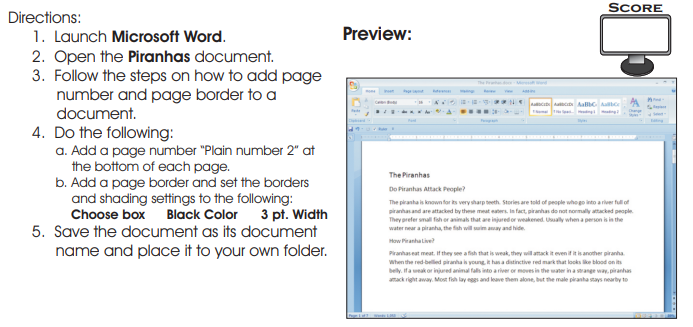 Directions:
1. Launch Microsoft Word.
2. Open the Piranhas document.
3. Follow the steps on how to add page
number and page border to a
document.
4. Do the following:
a. Add a page number “Plain number 2” at
the bottom of each page.
b. Add a page border and set the borders
and shading settings to the following:
Choose box Black Color 3 pt. Width
5. Save the document as its document
name and place it to your own folder.
Preview:
SCORE
The Piranhas
Do Piranhas Attack People?
The piranha is known for its very sharp teeth. Stories are told of people who go into a river full of
piranhas and are attacked by these meat eaters. In fact, piranhas do not normally attacked people.
They prefer small fish or animals that are injured or weakened. Usually when a person is in the
water near a piranha, the fish will swim away and hide.
How Piranha Live?
Piranhas eat meat. If they see a fish that is weak, they will attack it even if it is another piranha.
When the red-bellied piranha is young, it has a distinctive red mark that looks like blood on its
belly. If a weak or injured animal falls into a river or moves in the water in a strange way, piranhas
attack right away. Most fish lay eggs and leave them alone, but the male piranha stays nearby to